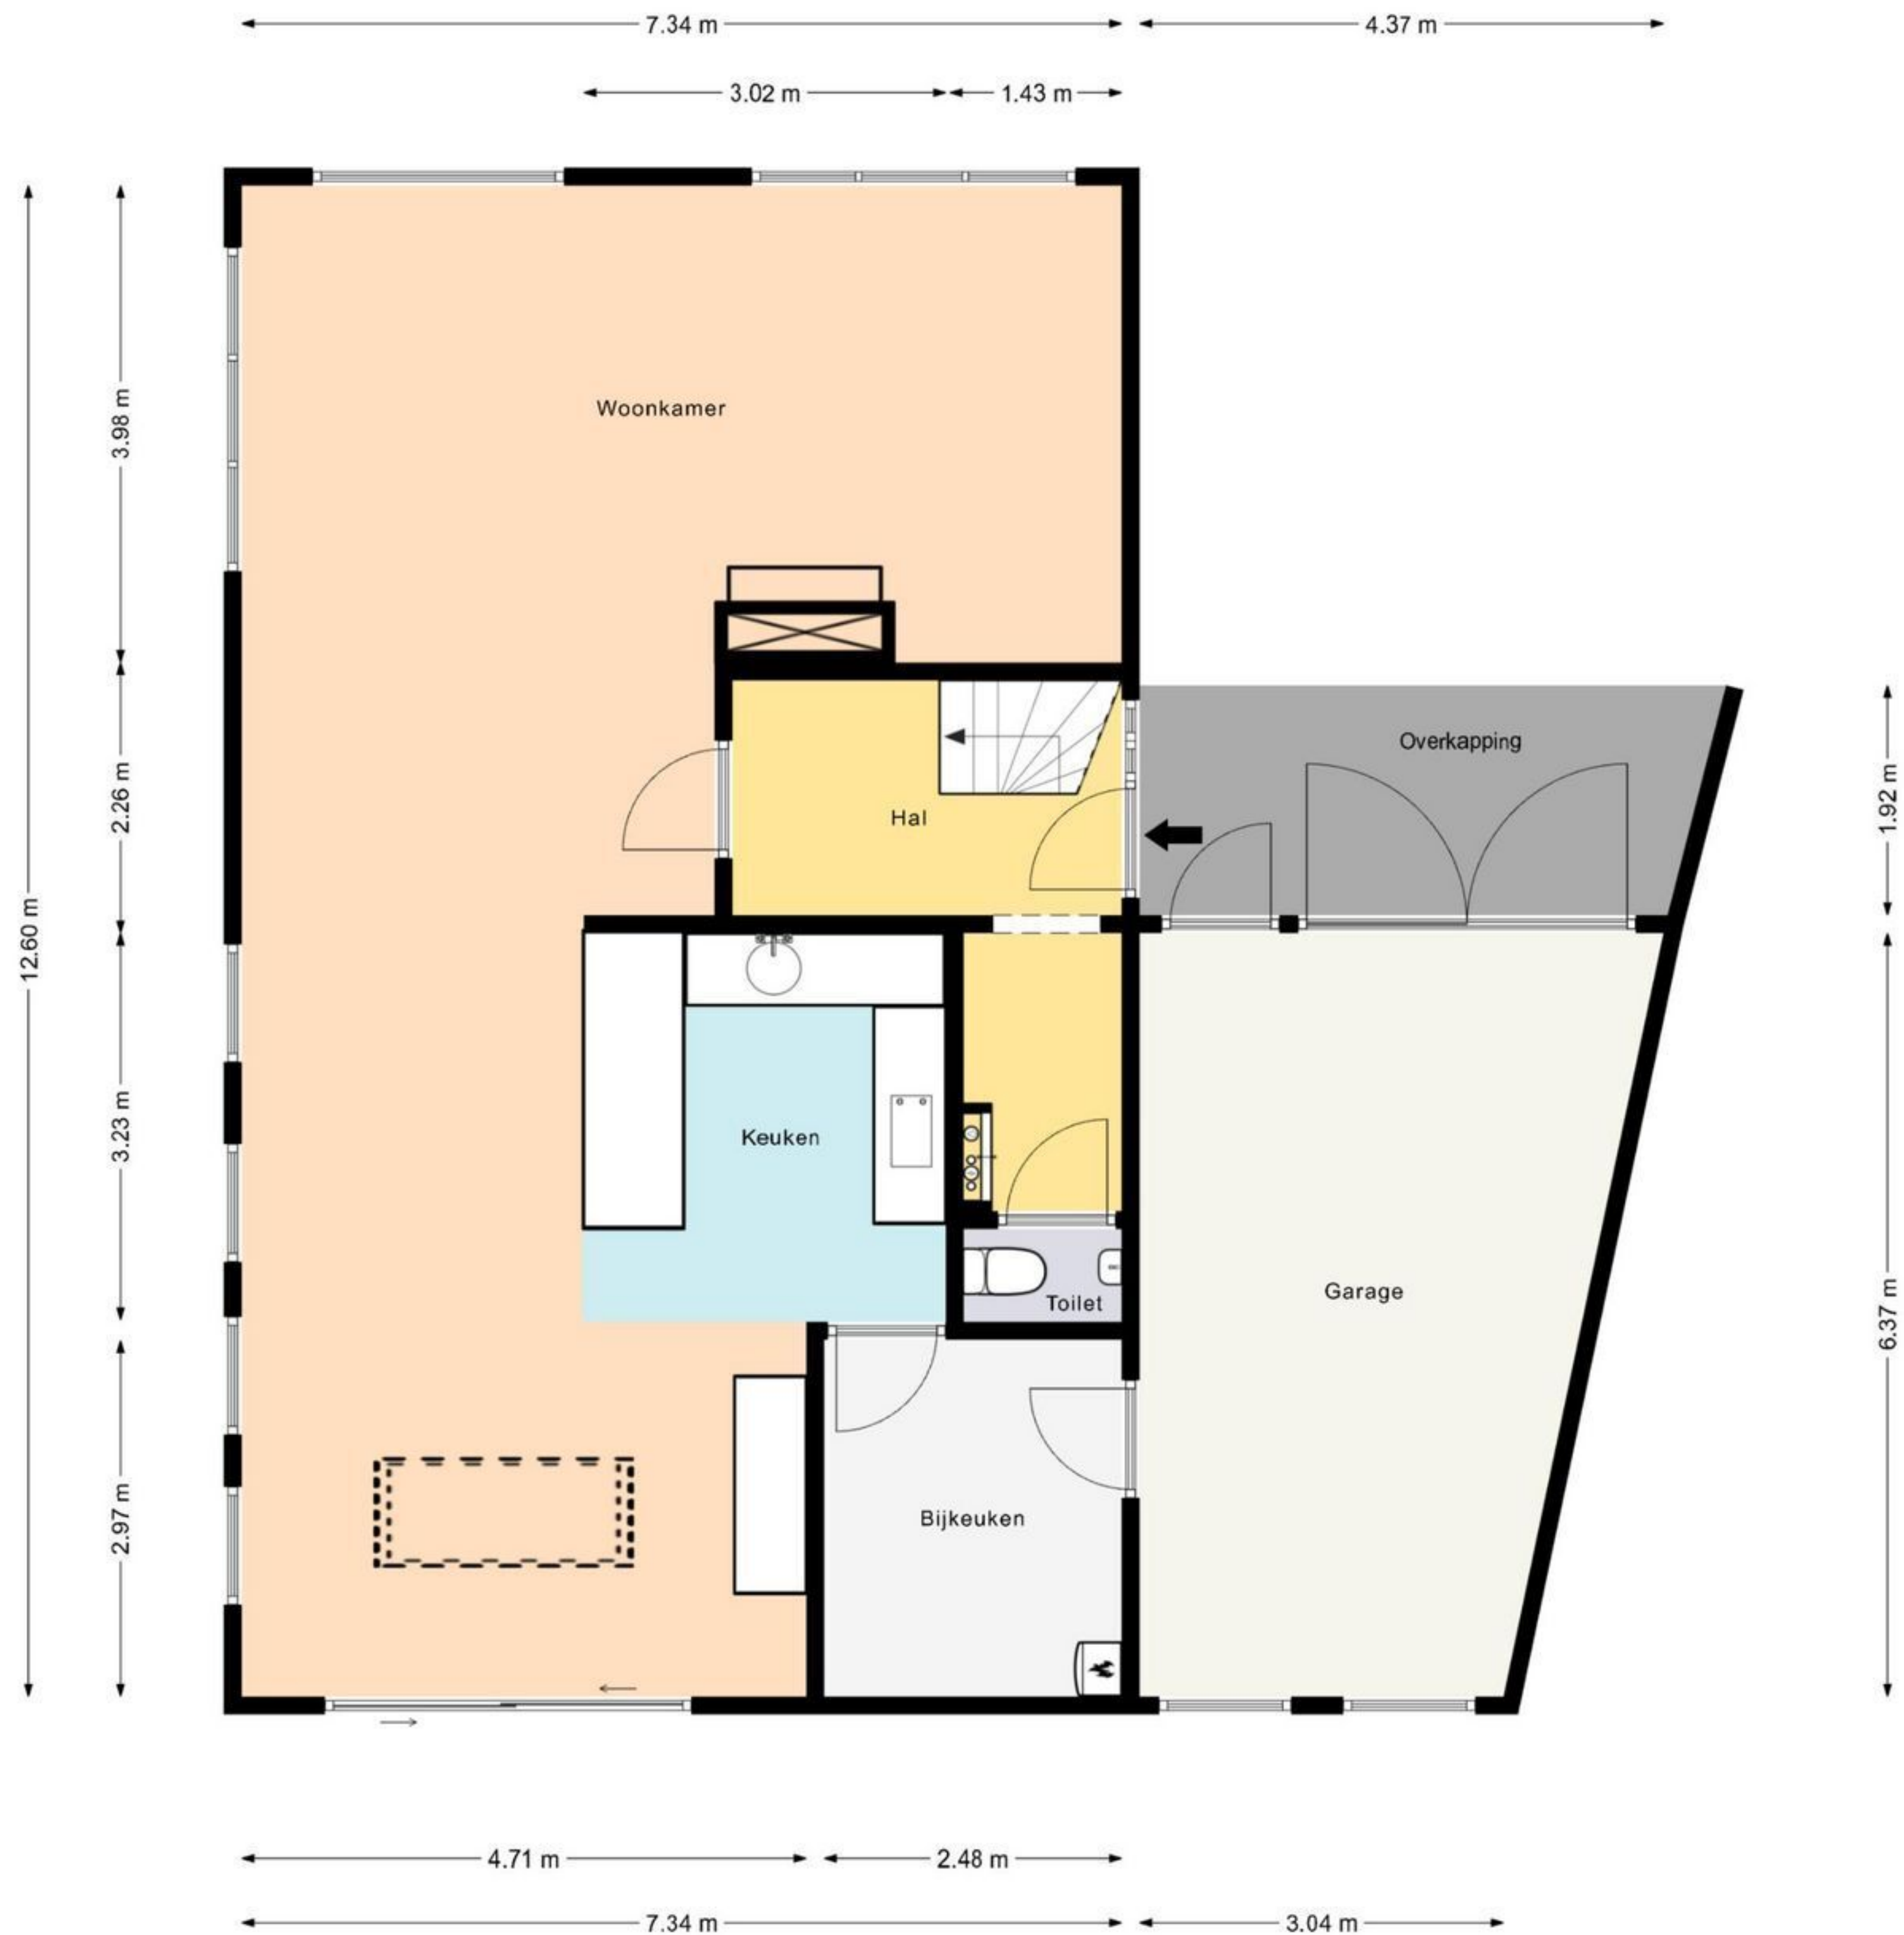 7.34 m
4.37 m
3.02 m
1.43 m
3.98 m
Woonkamer
2.26 m
12.60 m
Hal
Overkapping
1.92 m
3.23 m
Keuken
Toilet
Garage
6.37 m
2.97 m
Bijkeuken
4.71 m
2.48 m
7.34 m
3.04 m